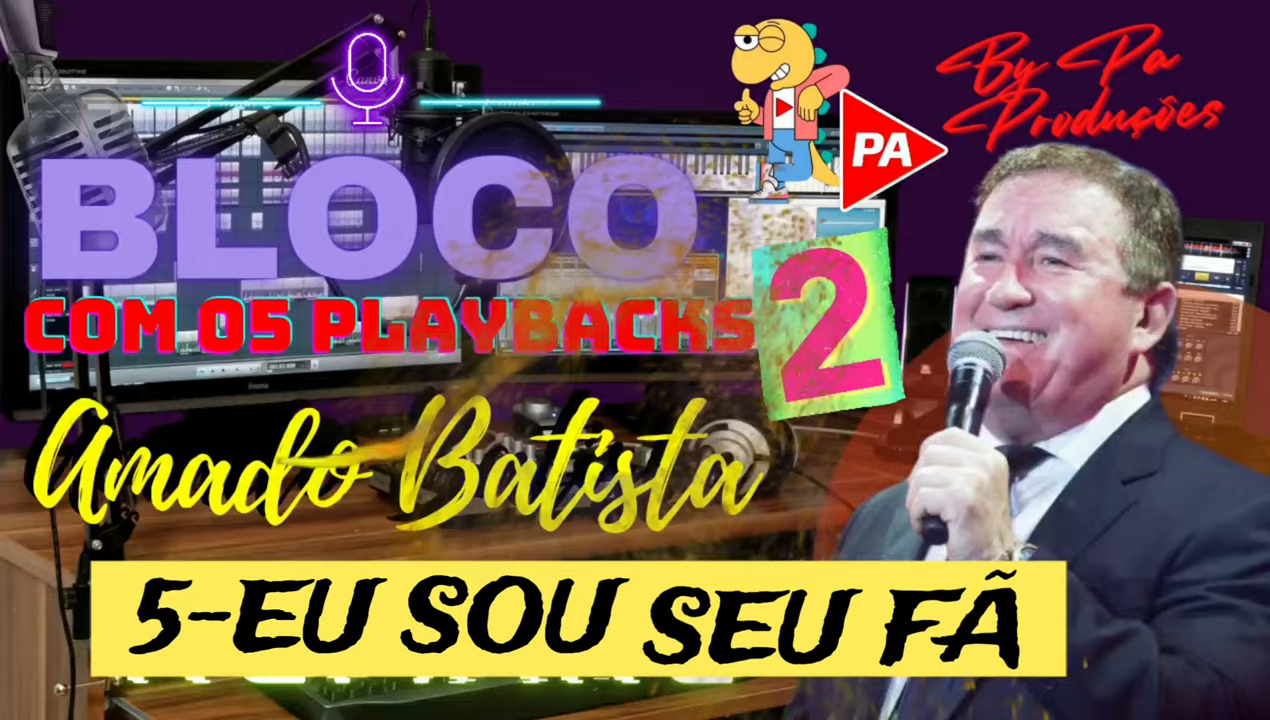 By Pa
Produções
PA
BLOCO
2
COM 05 PLAYBACKS
Amado Batista
5-EU SOU SEU FÃ